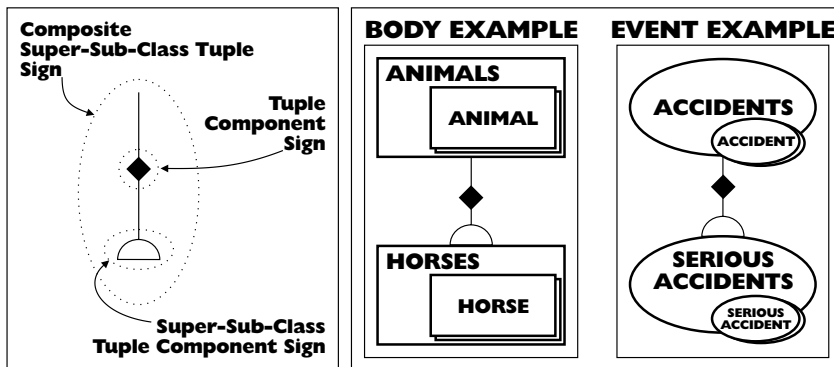 Composite
Super-Sub-Class Tuple
Sign
Tuple
Component
Sign
Super-Sub-Class
Tuple Component Sign
BODY EXAMPLE
ANIMALS
ANIMAL
HORSES
HORSE
EVENT EXAMPLE
ACCIDENTS
ACCIDENT
SERIOUS
ACCIDENTS
SERIOUS
ACCIDENT